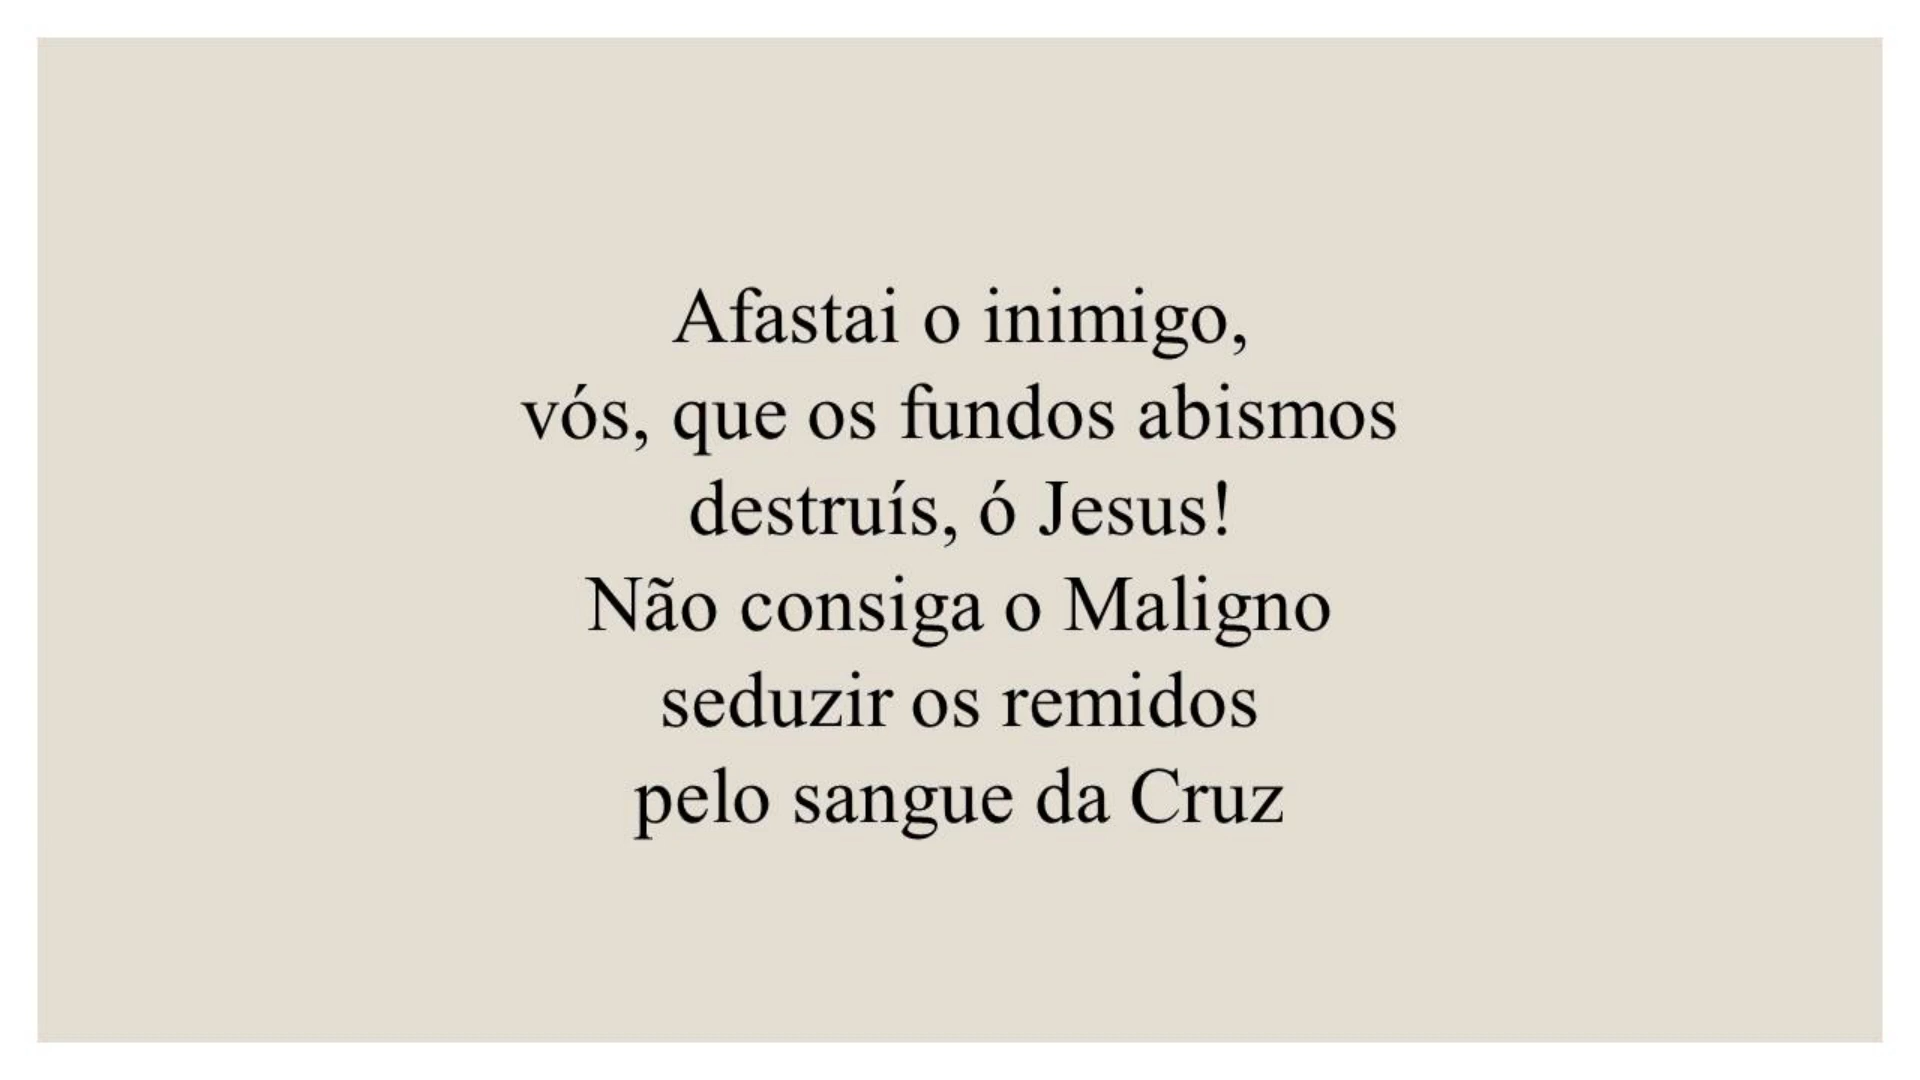 Afastai o inimigo,
vós, que os fundos abismos
destruís, ó Jesus!
Não consiga o Maligno
seduzir os remidos
pelo sangue da Cruz